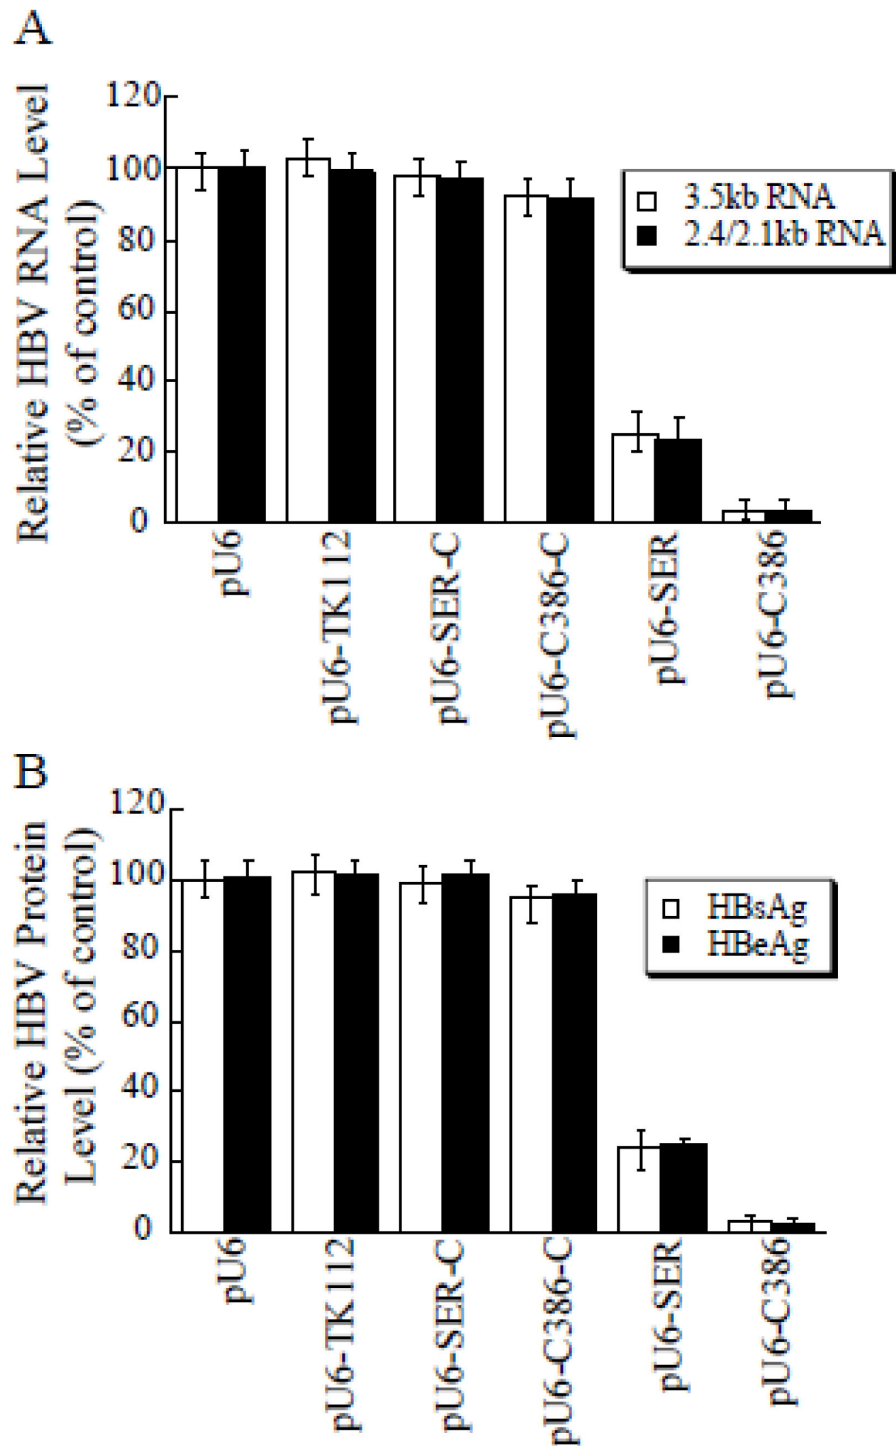 A
Relative HBV RNA Level
(% of control)
120
100
80
60
40
20
0
3.5kb RNA
2.4/2.1kb RNA
pU6
pU6-TK112
pU6-SER-C
pU6-C386-C
pU6-SER
pU6-C386
B
Relative HBV Protein
Level (% of control)
120
100
80
60
40
20
0
HBsAg
HBeAg
pU6
pU6-TK112
pU6-SER-C
pU6-C386-C
pU6-SER
pU6-C386